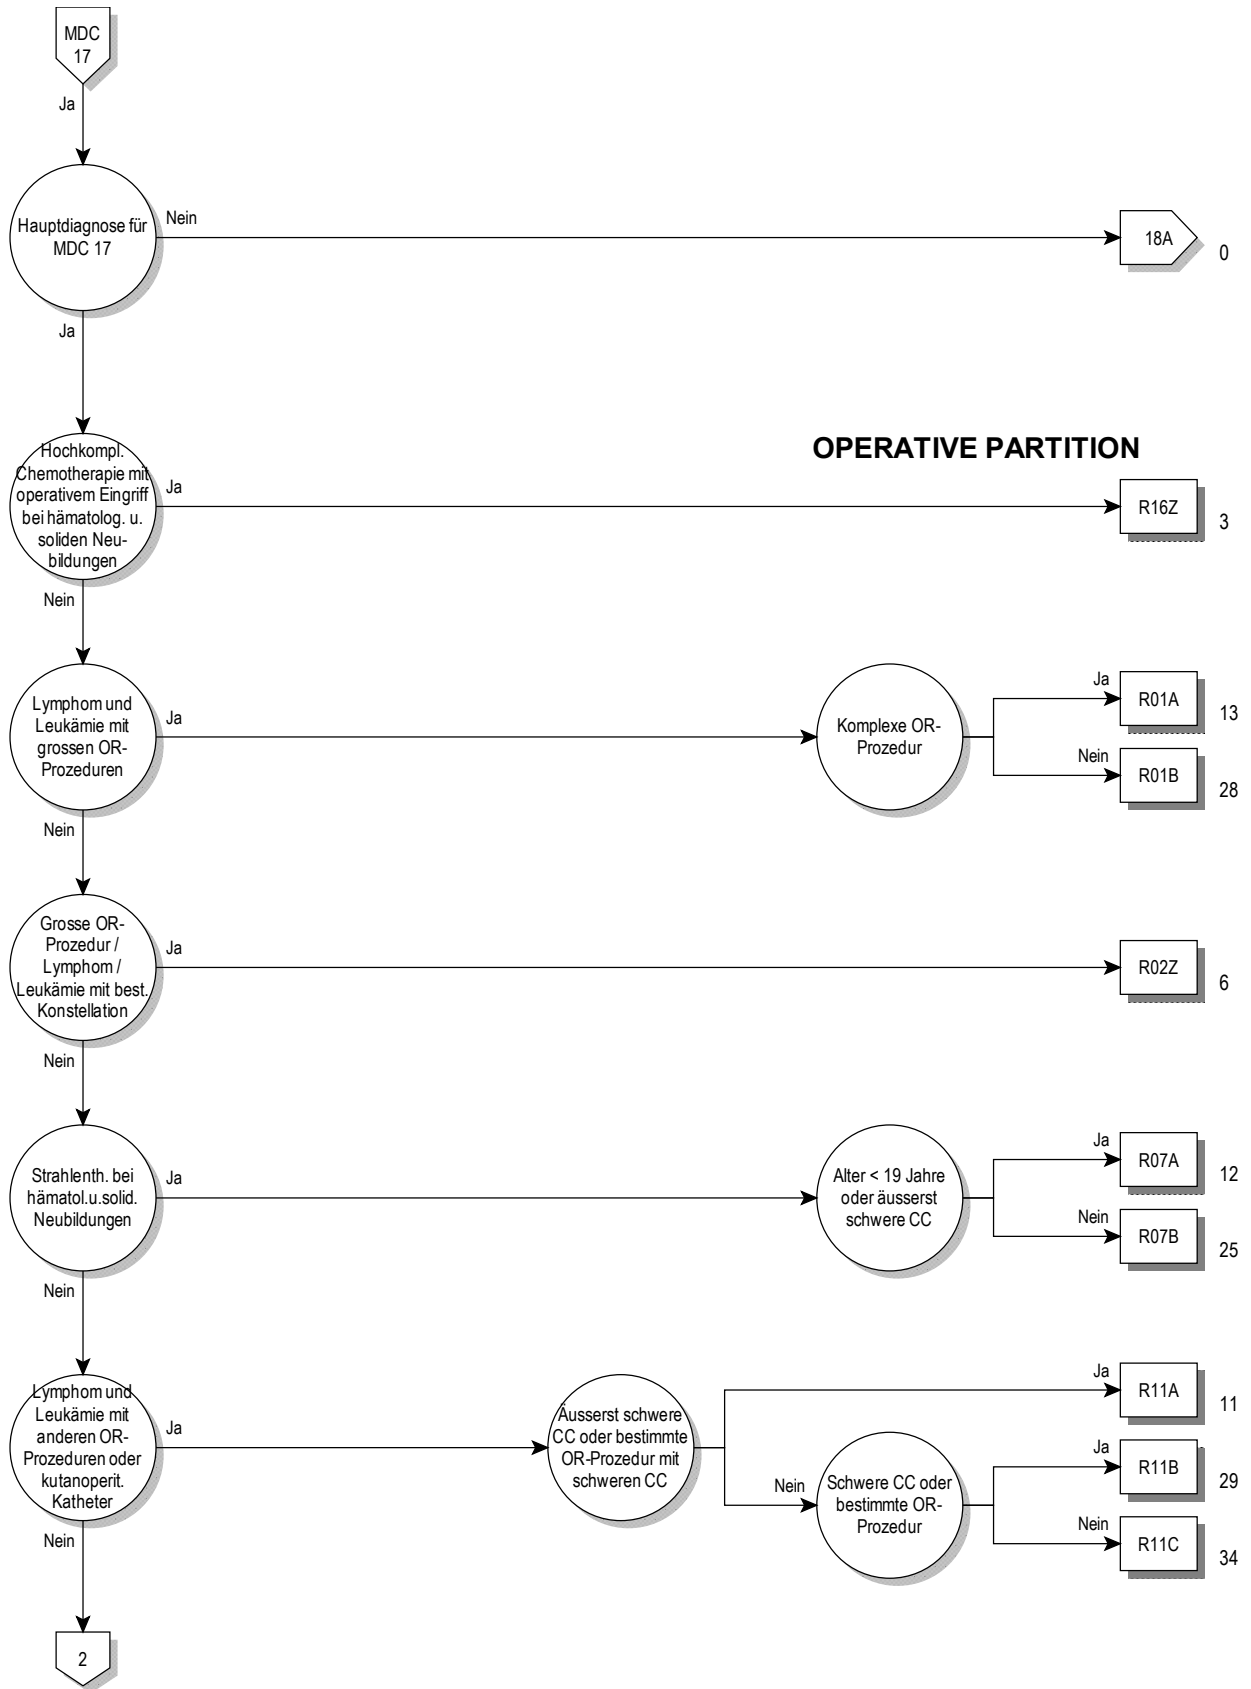 MDC
17
Ja
Hauptdiagnose für
MDC 17
Nein
18A
0
Ja
OPERATIVE PARTITION
Hochkompl.
Chemotherapie mit
operativem Eingriff
bei hämatolog. u.
soliden Neu-
bildungen
Ja
R16Z
3
Nein
Lymphom und
Leukämie mit
grossen OR-
Prozeduren
Ja
Komplexe OR-
Prozedur
Ja
R01A
13
Nein
R01B
28
Nein
Grosse OR-
Prozedur /
Lymphom /
Leukämie mit best.
Konstellation
Ja
R02Z
6
Nein
Strahlenth. bei
hämatol.u.solid.
Neubildungen
Ja
Alter < 19 Jahre
oder äusserst
schwere CC
Ja
R07A
12
Nein
R07B
25
Nein
Lymphom und
Leukämie mit
anderen OR-
Prozeduren oder
kutanoperit.
Katheter
Ja
Äusserst schwere
CC oder bestimmte
OR-Prozedur mit
schweren CC
Ja
R11A
11
Nein
Schwere CC oder
bestimmte OR-
Prozedur
Ja
R11B
29
Nein
R11C
34
Nein
2